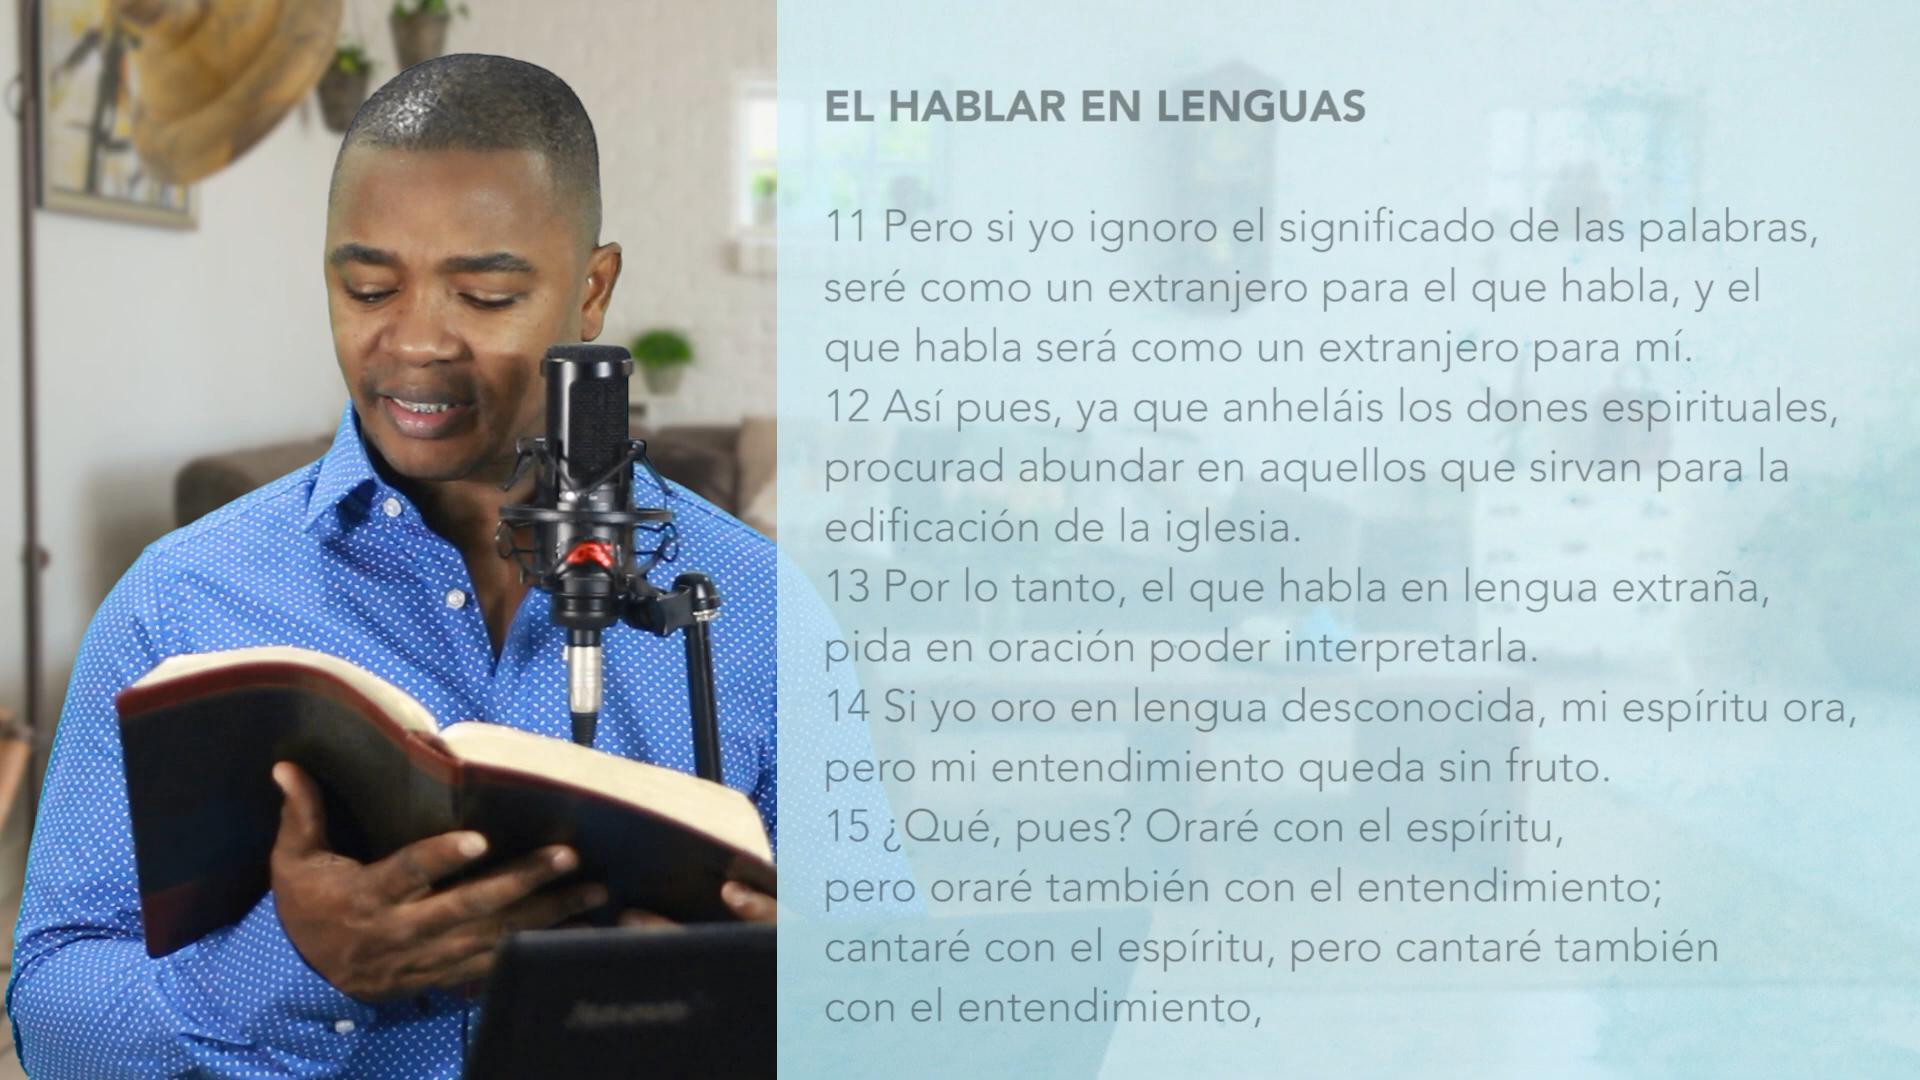 EL HABLAR EN LENGUAS
11 Pero si yo ignoro el significado de las palabras,
seré como un extranjero para el que habla, y el
que habla será como un extranjero para mí.
12 Así pues, ya que anheláis los dones espirituales,
procurad abundar en aquellos que sirvan para la
edificación de la iglesia.
13 Por lo tanto, el que habla en lengua extraña,
pida en oración poder interpretarla.
14 Si yo oro en lengua desconocida, mi espíritu ora,
pero mi entendimiento queda sin fruto.
15 ¿Qué, pues? Oraré con el espíritu,
pero oraré también con el entendimiento;
cantaré con el espíritu, pero cantaré también
con el entendimiento,